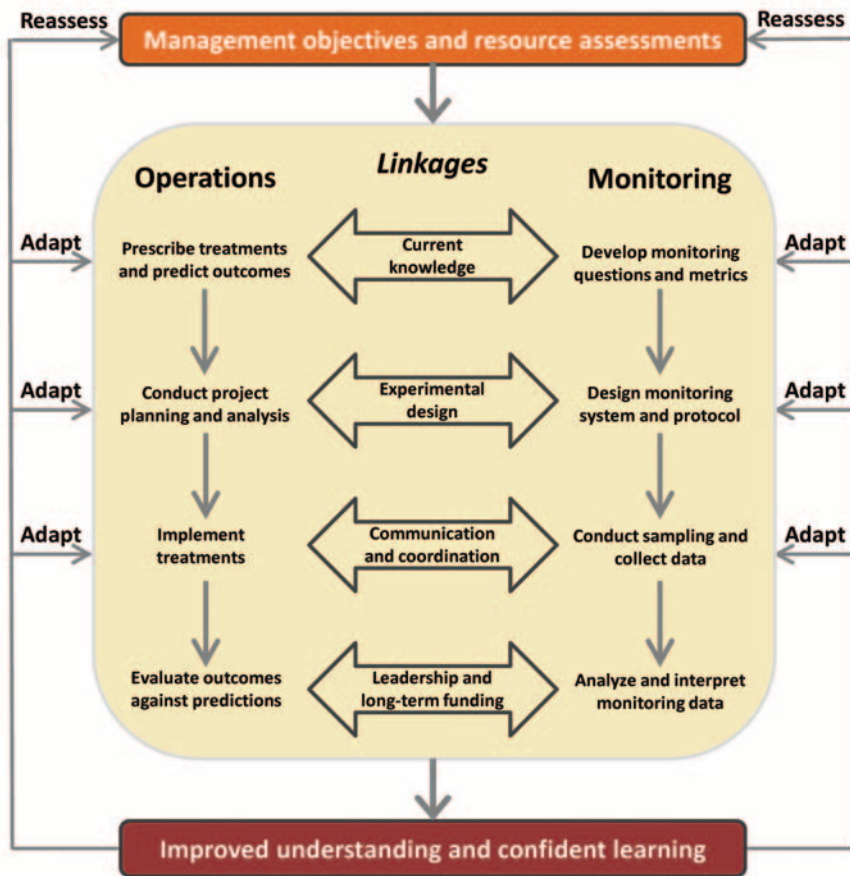 Reassess
Reassess
Management objectives and resource assessments
Operations
Linkages
Monitoring
Adapt
Prescribe treatments
and predict outcomes
Current
knowledge
Develop monitoring
questions and metrics
Adapt
Adapt
Conduct project
planning and analysis
Experimental
design
Design monitoring
system and protocol
Adapt
Adapt
Implement
treatments
Communication
and coordination
Conduct sampling and
collect data
Adapt
Evaluate outcomes
against predictions
Leadership and
long-term funding
Analyze and interpret
monitoring data
Improved understanding and confident learning